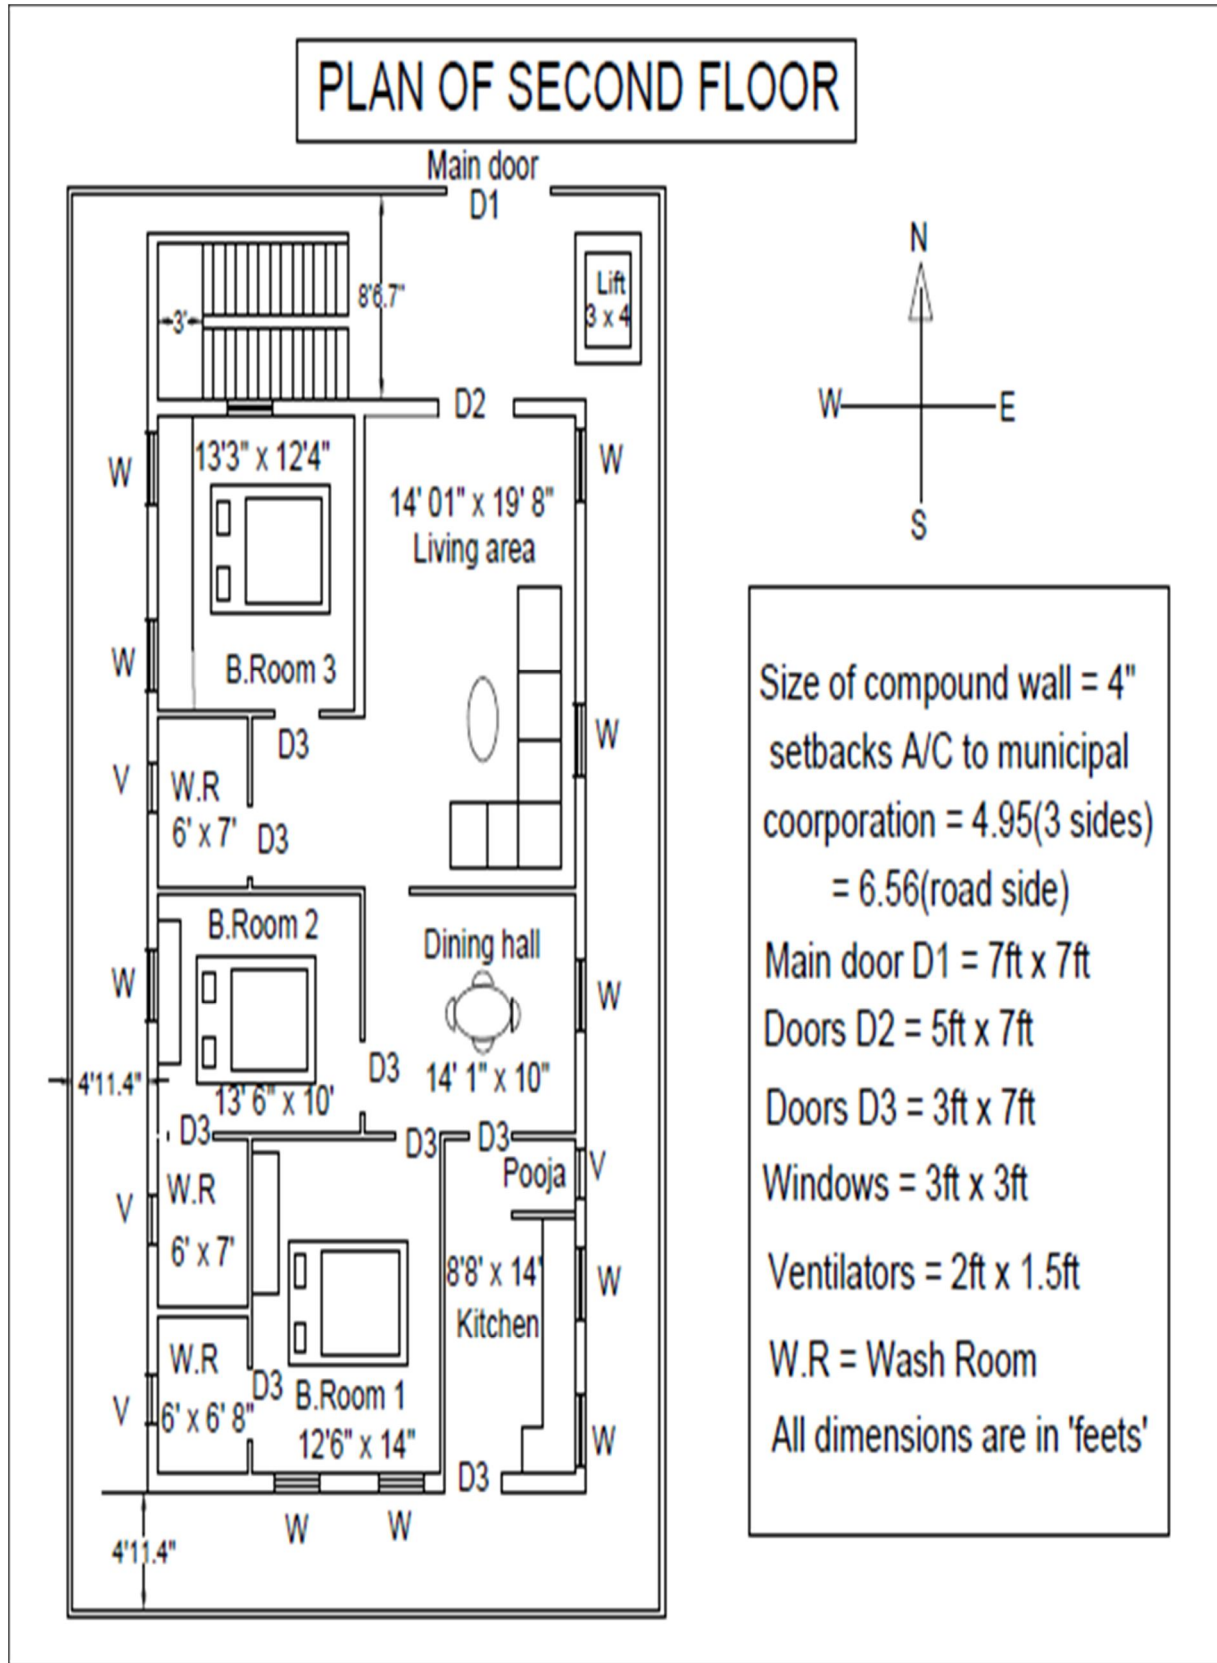 PLAN OF SECOND FLOOR
Main door
D1
Lift
3 x 4
8'6.7"
3'
D2
N
W
E
S
13'3" x 12'4"
W
W
14' 01" x 19' 8"
Living area
W
B.Room 3
D3
W
V
W.R
6' x 7'
D3
B.Room 2
Dining hall
W
W
D3
4'11.4"
13' 6" x 10'
14' 1" x 10"
D3
D3
D3
Pooja
V
W.R
V
6' x 7'
8'8' x 14'
W
Kitchen
W.R
D3
B.Room 1
V
6' x 6' 8"
12'6" x 14"
W
D3
W
W
4'11.4"
Size of compound wall = 4"
setbacks A/C to municipal
coorporation = 4.95(3 sides)
= 6.56(road side)
Main door D1 = 7ft x 7ft
Doors D2 = 5ft x 7ft
Doors D3 = 3ft x 7ft
Windows = 3ft x 3ft
Ventilators = 2ft x 1.5ft
W.R = Wash Room
All dimensions are in 'feets'